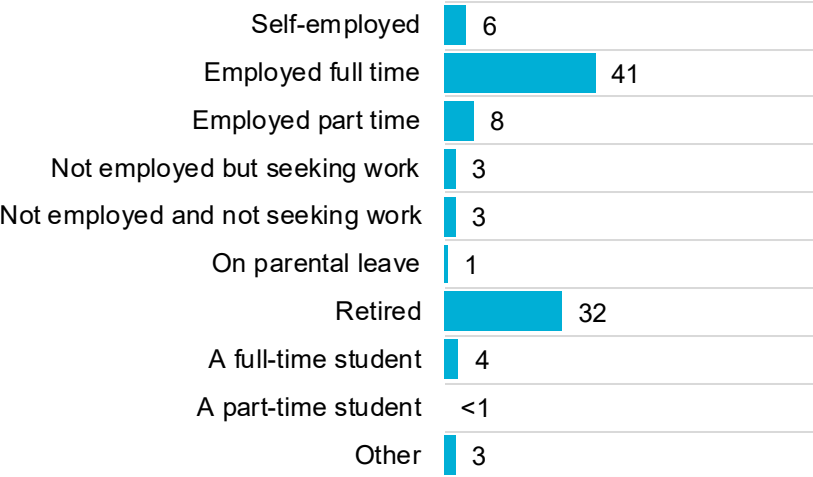 Self-employed 6
Employed full time 41
Employed part time 8
Not employed but seeking work 3
Not employed and not seeking work 3
On parental leave 1
Retired 32
A full-time student 4
A part-time student <1
Other 3